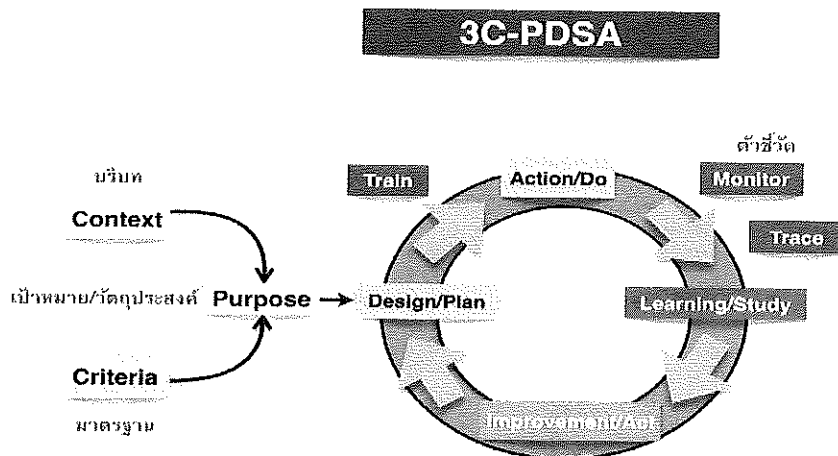 3C-PDSA
ตัวชี้วัด
Train
Action/Do
Monitor
บริบท
Context
Trace
เป้าหมาย/วัตถุประสงค์ Purpose
Design/Plan
Learning/Study
Criteria
มาตรฐาน
Improvement/Act